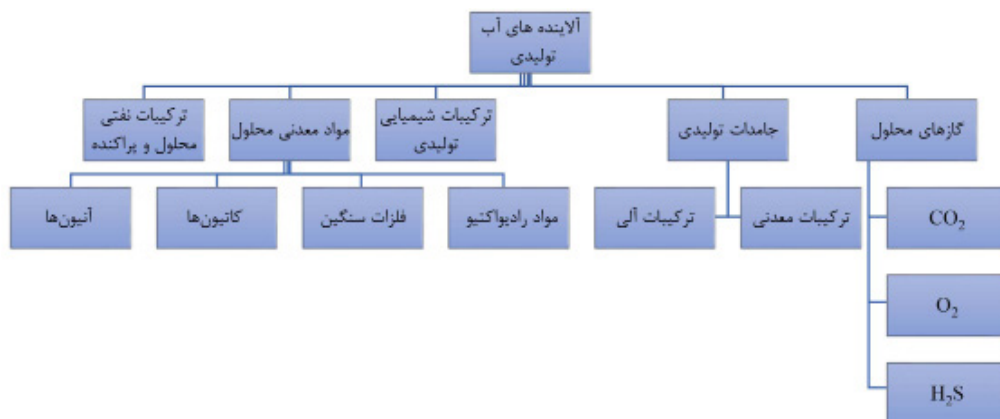 آلاینده های آب
تولیدی
گازهای محلول
جامدات تولیدی
ترکیبات شیمیایی
تولیدی
مواد معدنی محلول
ترکیبات نفتی
محلول و پراکنده
CO₂
O₂
H₂S
ترکیبات معدنی
ترکیبات آلی
مواد رادیواکتیو
فلزات سنگین
کاتیون‌ها
آنیون‌ها